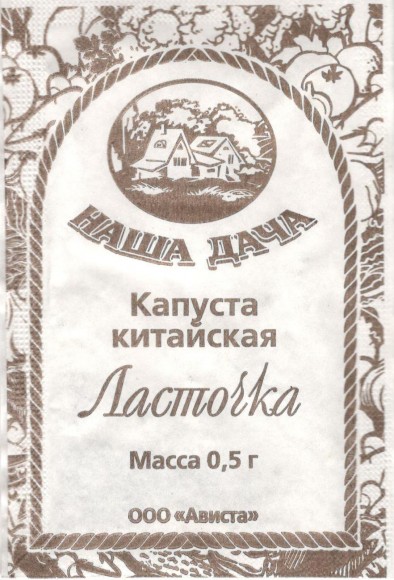 НАША ДАЧА
Капуста
китайская
Ласточка
Масса 0,5 г
ООО «Ависта»